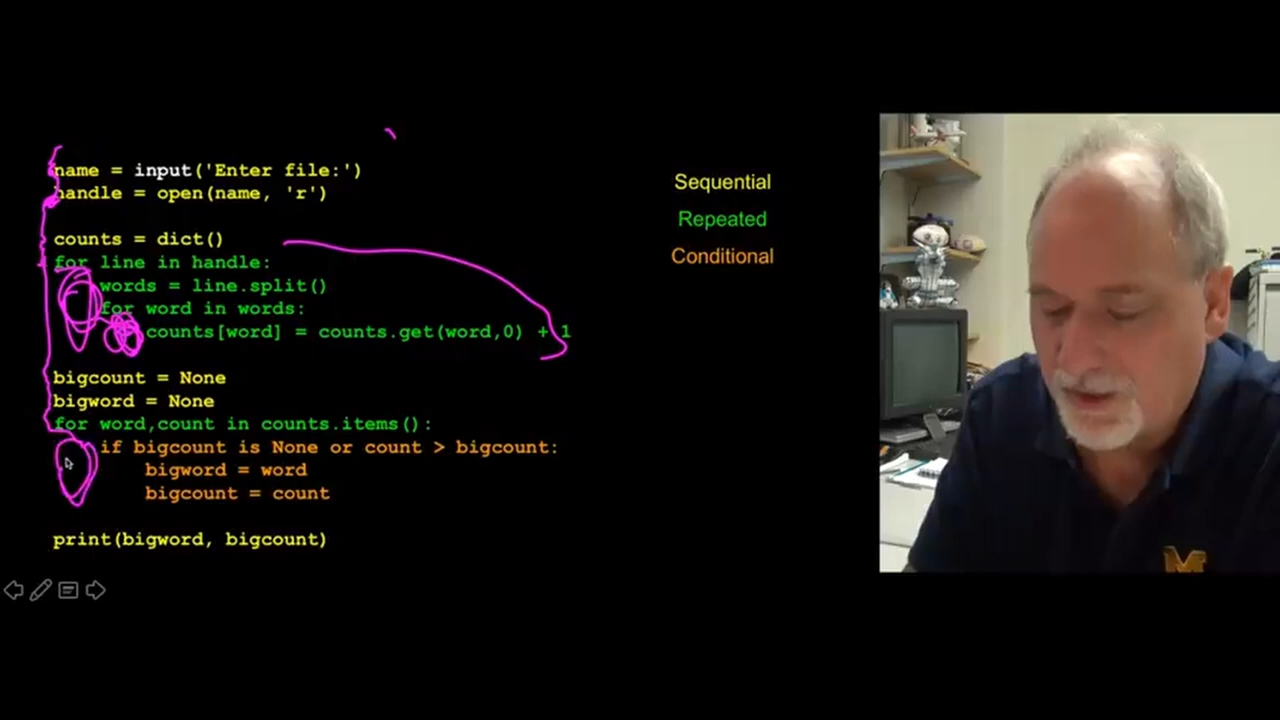 name = input('Enter file:')
handle = open(name, 'r')
counts = dict()
for line in handle:
words = line.split()
for word in words:
counts[word] = counts.get(word,0) + 1
bigcount = None
bigword = None
for word,count in counts.items():
if bigcount is None or count > bigcount:
bigword = word
bigcount = count
print(bigword, bigcount)
Sequential
Repeated
Conditional
M